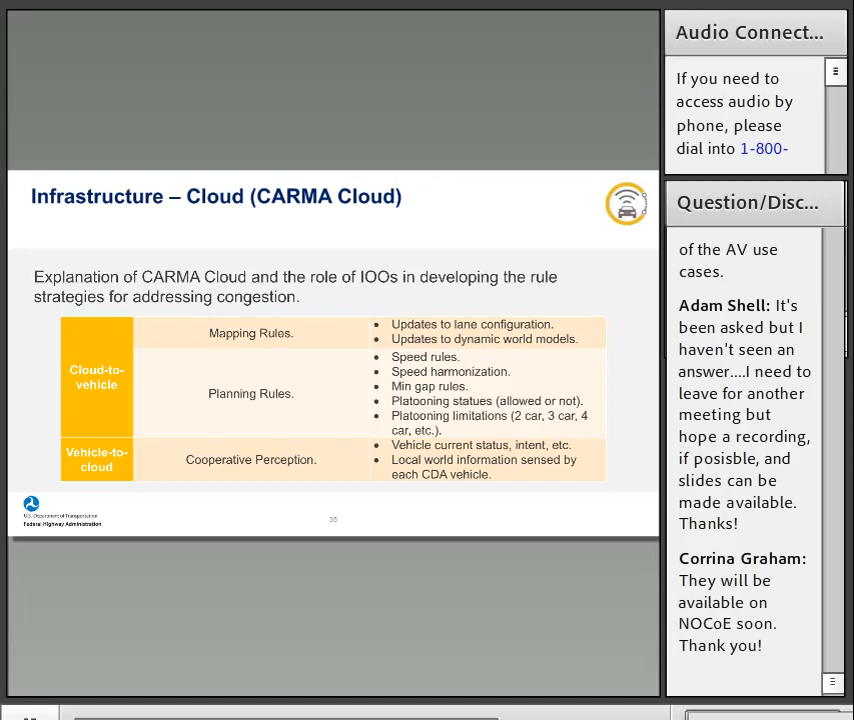 Infrastructure – Cloud (CARMA Cloud)
Explanation of CARMA Cloud and the role of IOOs in developing the rule
strategies for addressing congestion.
Cloud-to-
vehicle
Mapping Rules.
• Updates to lane configuration.
• Updates to dynamic world models.
Planning Rules.
• Speed rules.
• Speed harmonization.
• Min gap rules.
• Platooning statues (allowed or not).
• Platooning limitations (2 car, 3 car, 4
car, etc.).
Vehicle-to-
cloud
Cooperative Perception.
• Vehicle current status, intent, etc.
• Local world information sensed by
each CDA vehicle.
U.S. Department of Transportation
Federal Highway Administration
35
Audio Connect...
If you need to
access audio by
phone, please
dial into 1-800-
Question/Disc...
of the AV use
cases.
Adam Shell: It's
been asked but I
haven't seen an
answer....I need to
leave for another
meeting but
hope a recording,
if posisble, and
slides can be
made available.
Thanks!
Corrina Graham:
They will be
available on
NOCoE soon.
Thank you!